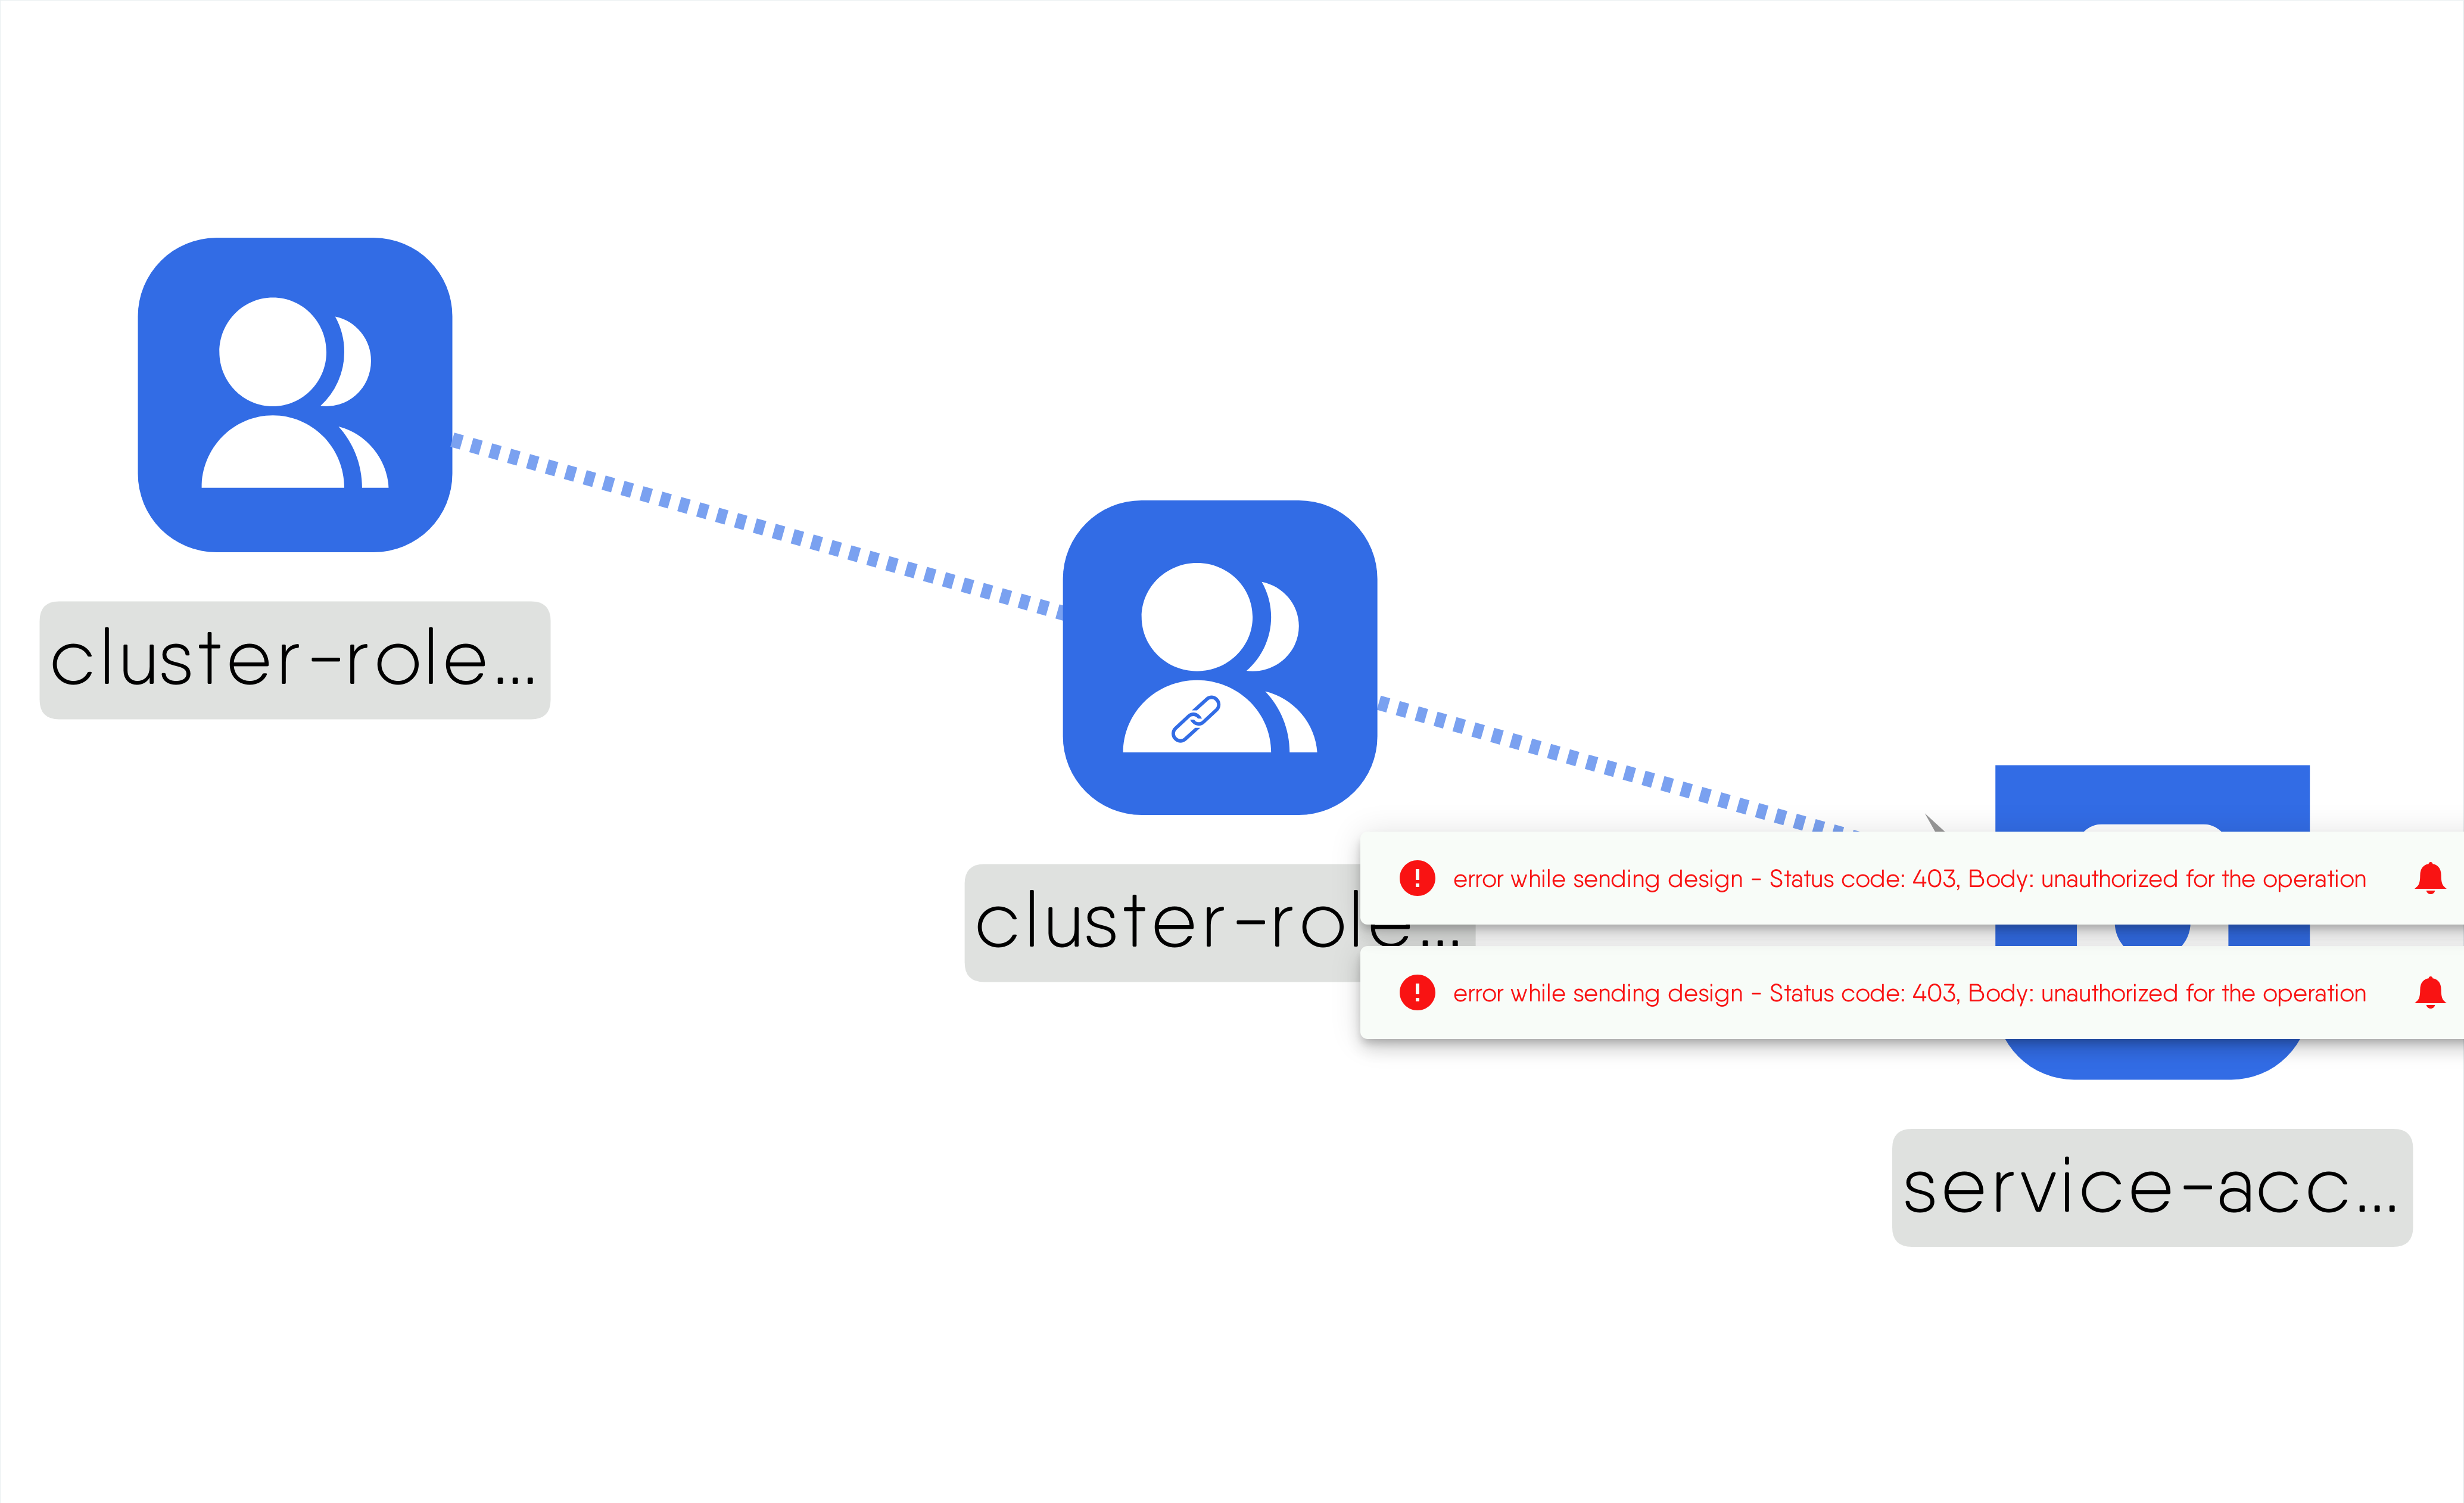 cluster-role...
cluster-role...
error while sending design - Status code: 403, Body: unauthorized for the operation
error while sending design - Status code: 403, Body: unauthorized for the operation
service-acc...